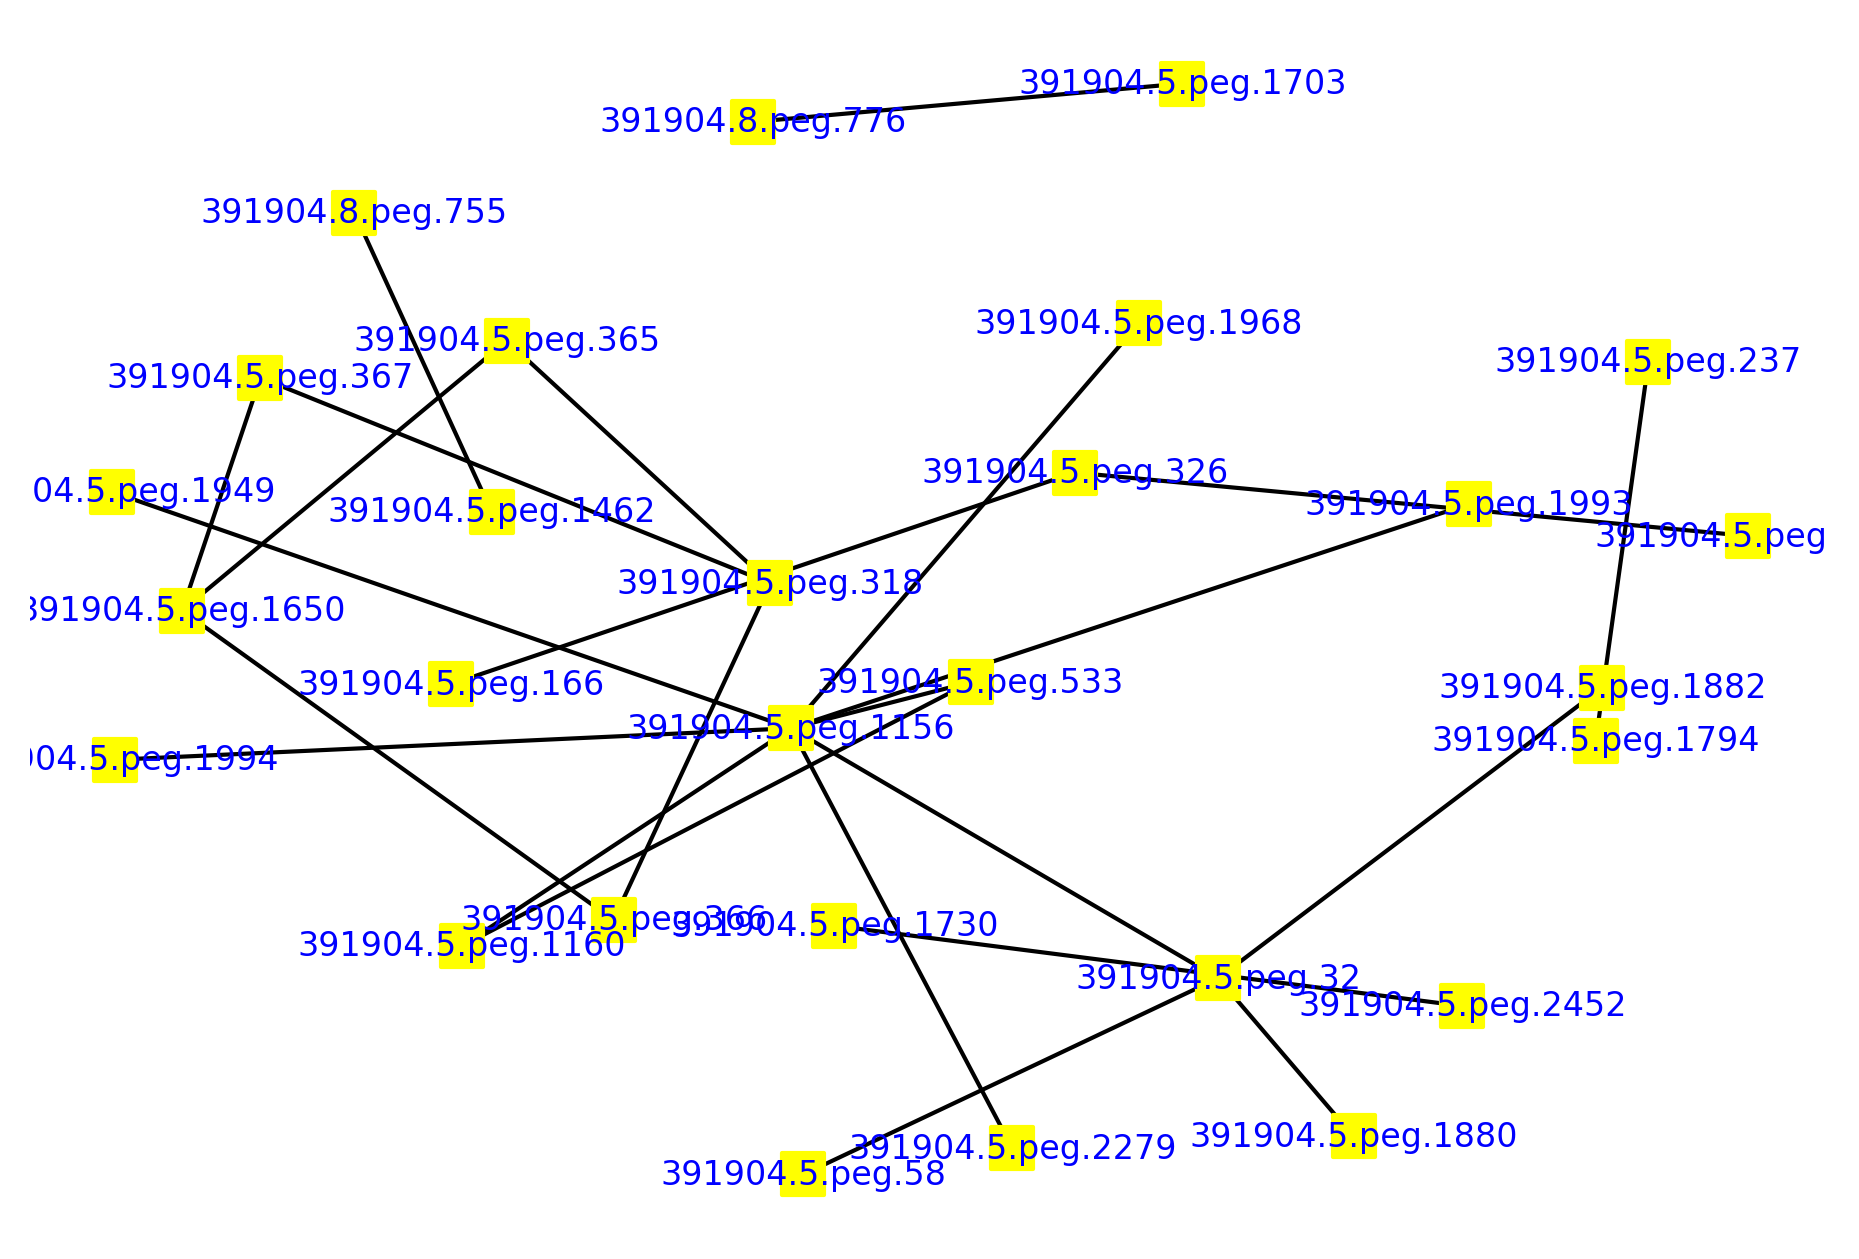 391904.5.peg.1703
391904.8.peg.776
391904.8.peg.755
391904.5.peg.1968
391904.5.peg.365
391904.5.peg.237
391904.5.peg.367
391904.5.peg.326
04.5.peg.1949
391904.5.peg.1993
391904.5.peg.1462
391904.5.peg
391904.5.peg.318
391904.5.peg.1650
391904.5.peg.533
391904.5.peg.166
391904.5.peg.1882
391904.5.peg.1156
391904.5.peg.1794
04.5.peg.1994
391904.5.peg.366
391904.5.peg.1730
391904.5.peg.1160
391904.5.peg.32
391904.5.peg.2452
391904.5.peg.1880
391904.5.peg.2279
391904.5.peg.58